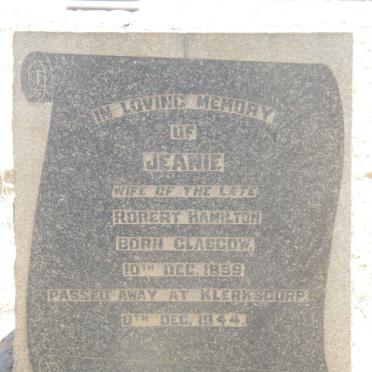 IN LOVING MEMORY
OF
JEANIE
WIFE OF THE LATE
ROBERT HAMILTON
BORN GLASGOW.
10TH DEC. 1859
PASSED AWAY AT KLERKSDORP.
8TH DEC. 1944.